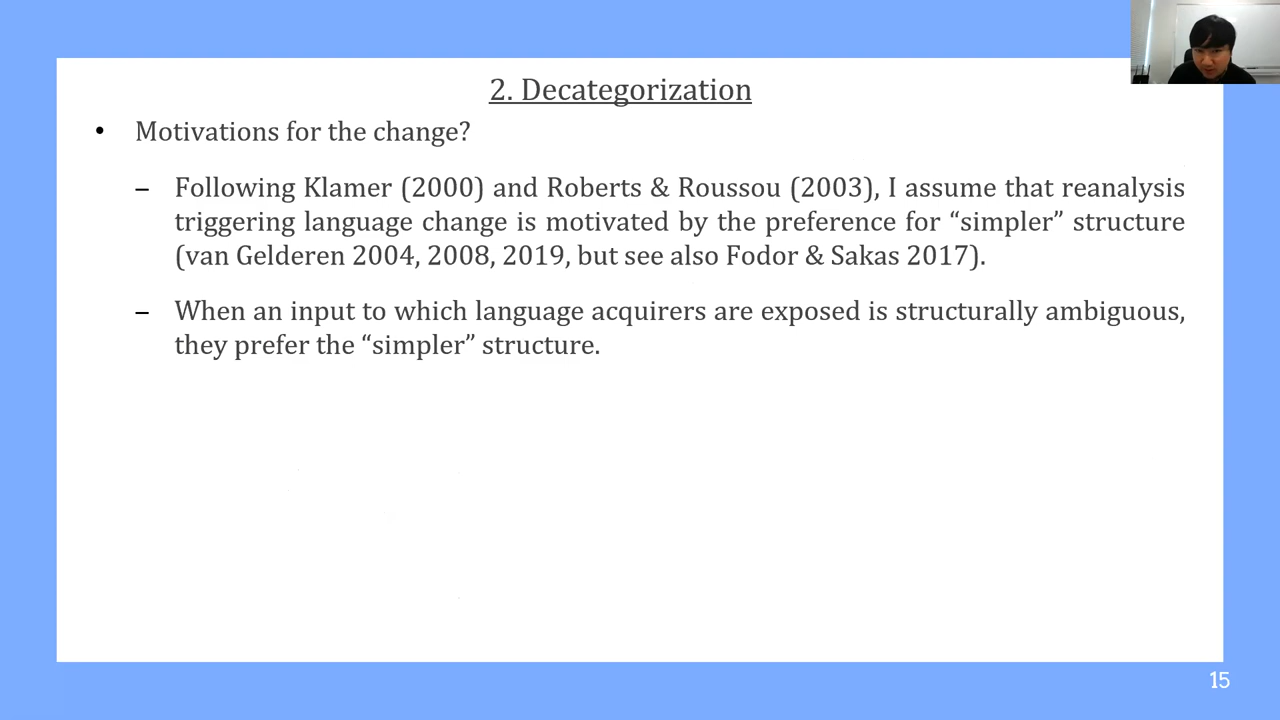 2. Decategorization
• Motivations for the change?
– Following Klamer (2000) and Roberts & Roussou (2003), I assume that reanalysis
triggering language change is motivated by the preference for “simpler” structure
(van Gelderen 2004, 2008, 2019, but see also Fodor & Sakas 2017).
– When an input to which language acquirers are exposed is structurally ambiguous,
they prefer the “simpler” structure.
15